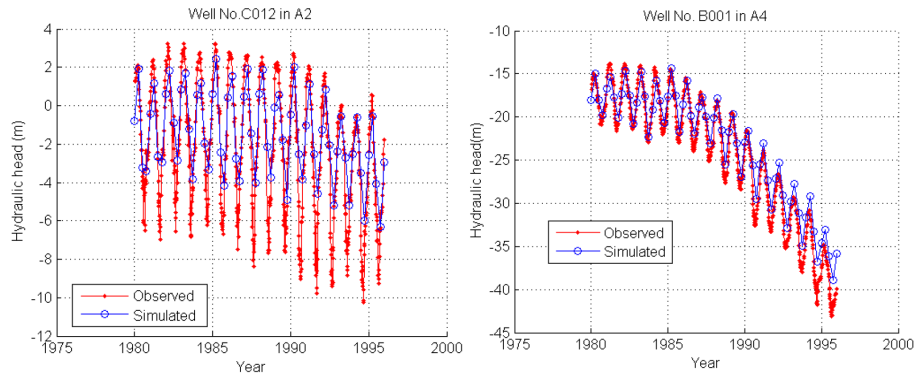 Well No.C012 in A2
4
2
0
-2
-4
-6
-8
-10
-12
Hydraulic head (m)
Observed
Simulated
1975 1980 1985 1990 1995 2000
Year
Well No. B001 in A4
-10
-15
-20
-25
-30
-35
-40
-45
Hydraulic head(m)
Observed
Simulated
1975 1980 1985 1990 1995 2000
Year